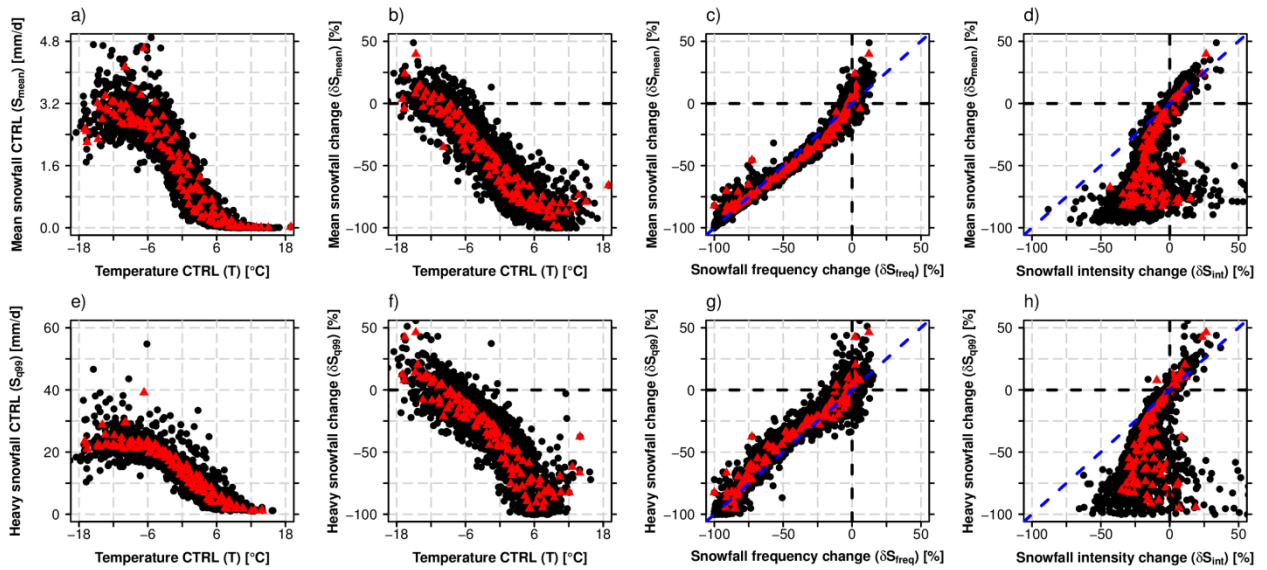 a)
Mean snowfall CTRL (Smean) [mm/d]
4.8
3.2
1.6
0.0
−18
−6
6
18
Temperature CTRL (T) [°C]
b)
Mean snowfall change (δSmean) [%]
50
0
−50
−100
−18
−6
6
18
Temperature CTRL (T) [°C]
c)
Mean snowfall change (δSmean) [%]
50
0
−50
−100
−100
−50
0
50
Snowfall frequency change (δSfreq) [%]
d)
Mean snowfall change (δSmean) [%]
50
0
−50
−100
−100
−50
0
50
Snowfall intensity change (δSint) [%]
e)
Heavy snowfall CTRL (Sq99) [mm/d]
60
40
20
0
−18
−6
6
18
Temperature CTRL (T) [°C]
f)
Heavy snowfall change (δSq99) [%]
50
0
−50
−100
−18
−6
6
18
Temperature CTRL (T) [°C]
g)
Heavy snowfall change (δSq99) [%]
50
0
−50
−100
−100
−50
0
50
Snowfall frequency change (δSfreq) [%]
h)
Heavy snowfall change (δSq99) [%]
50
0
−50
−100
−100
−50
0
50
Snowfall intensity change (δSint) [%]